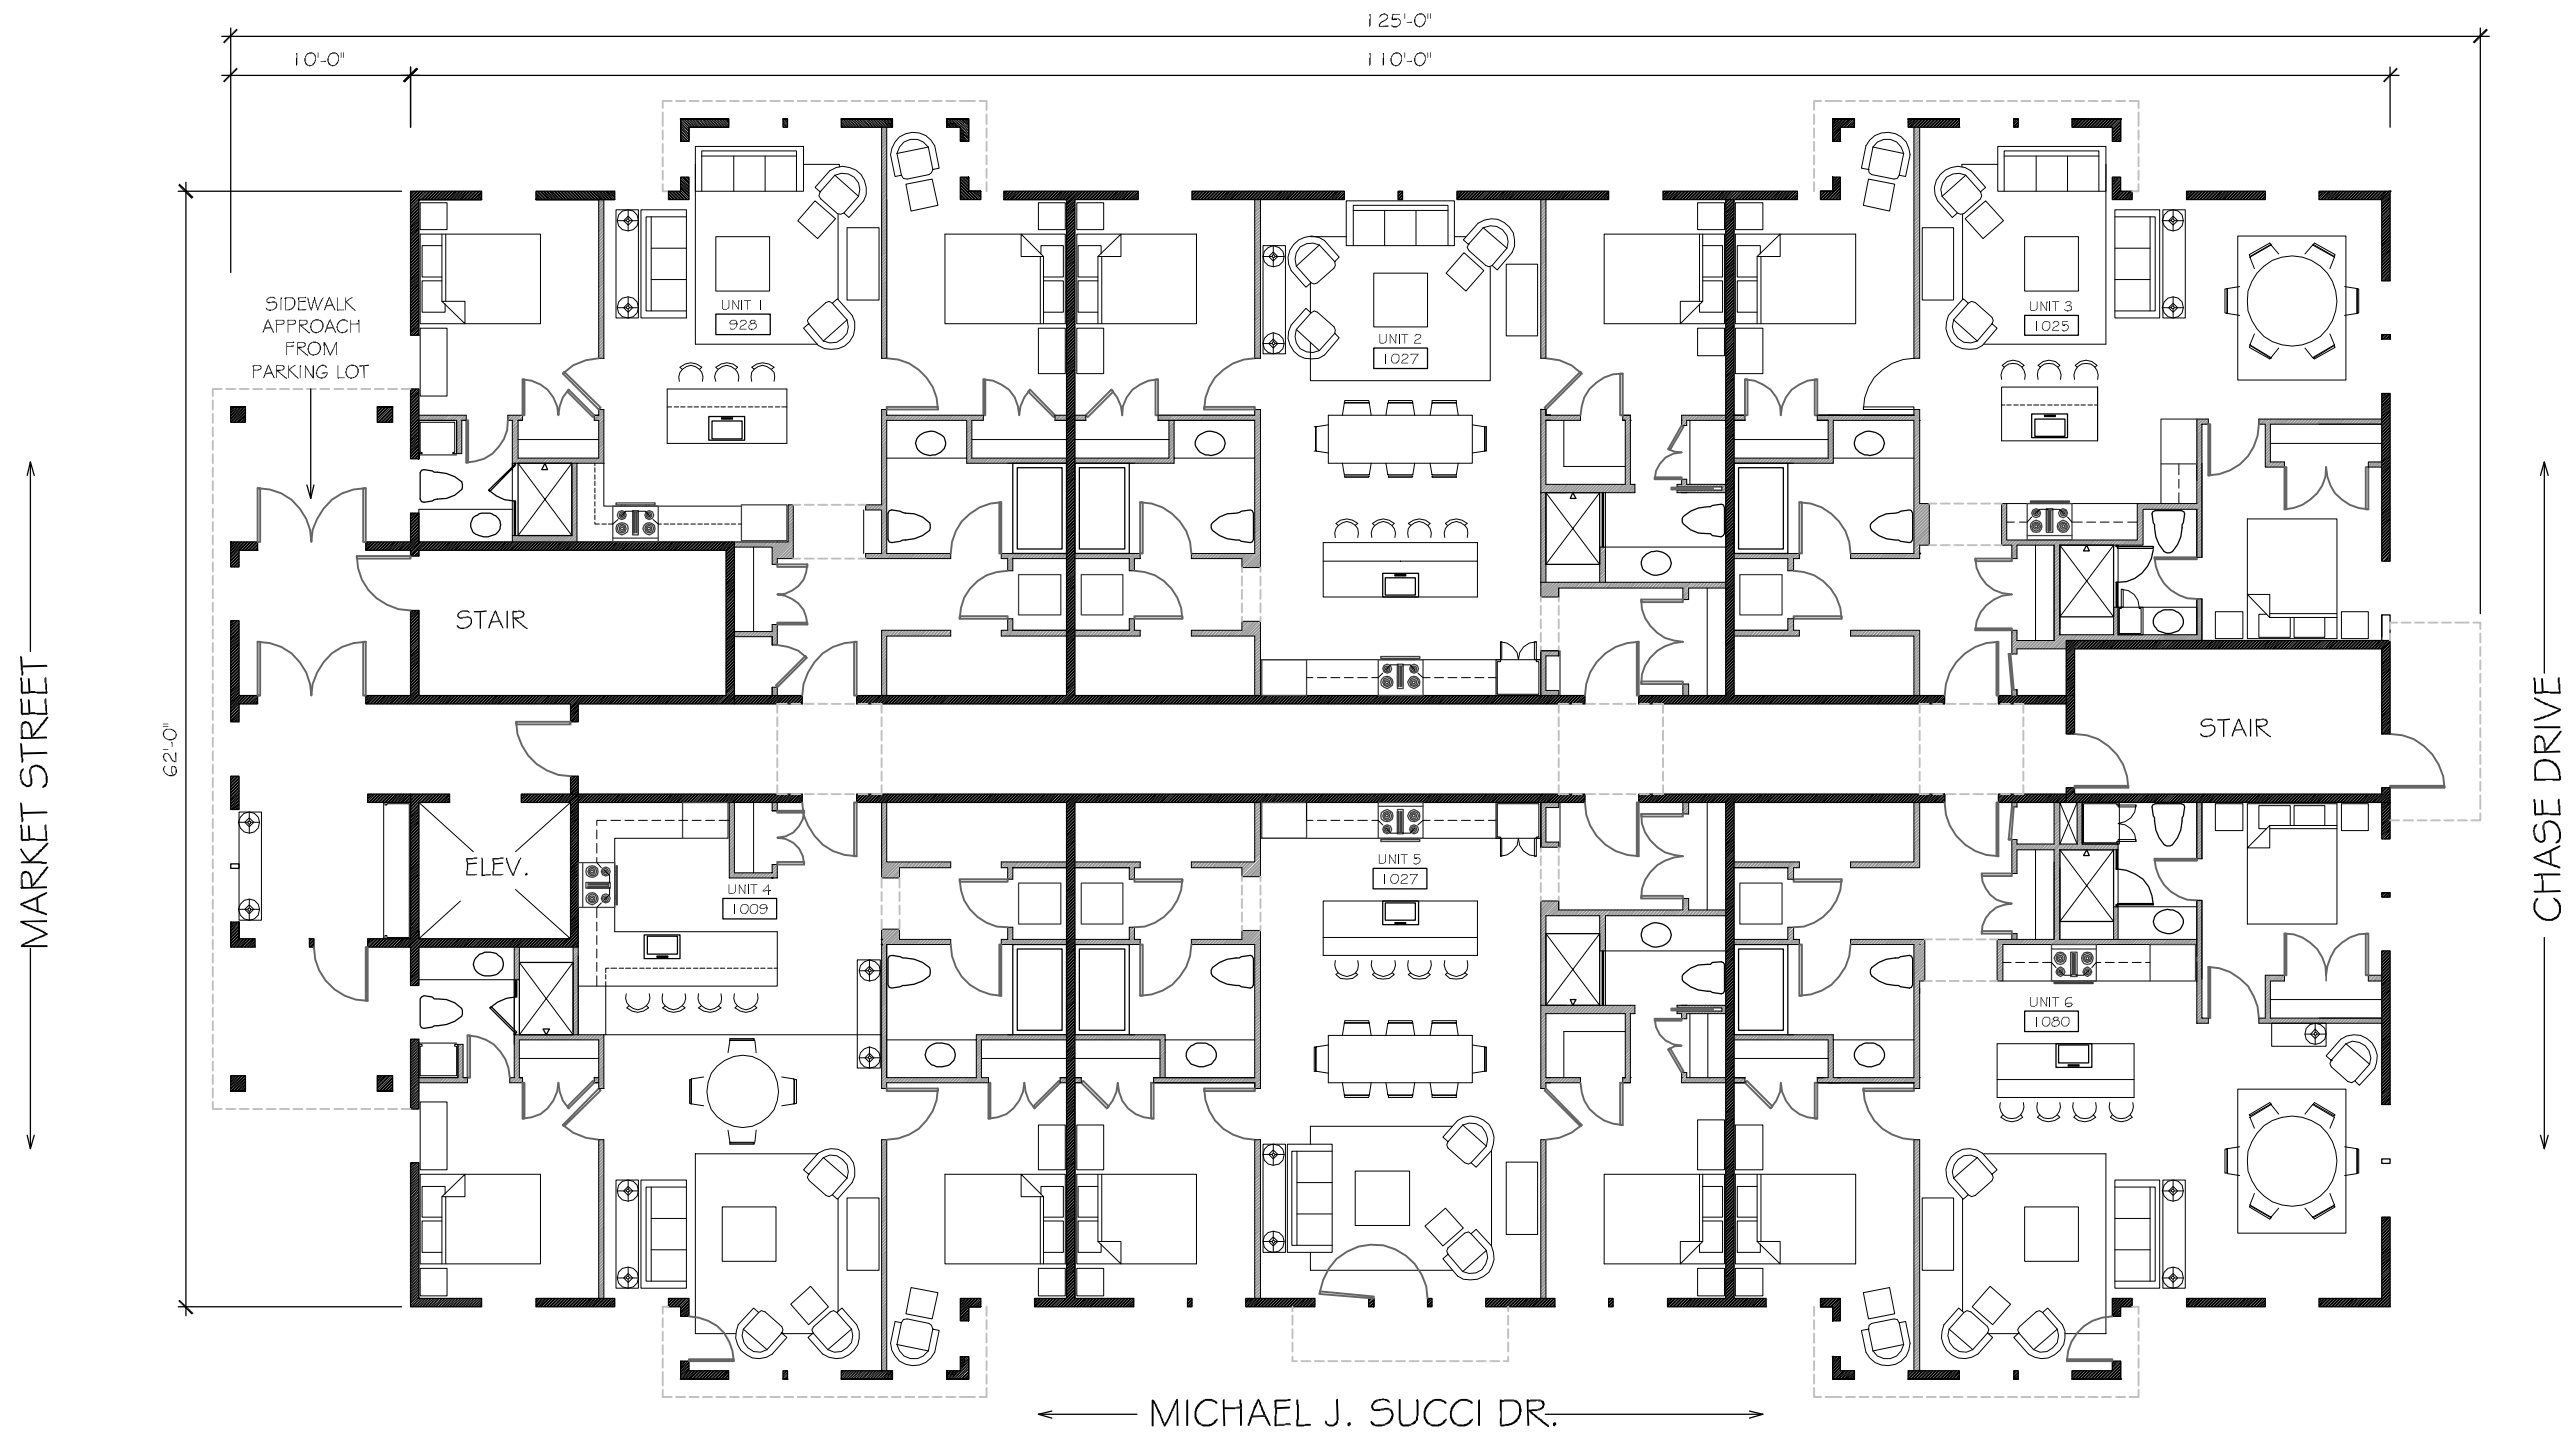 125'-0"
10'-0"
110'-0"
SIDEWALK
APPROACH
FROM
PARKING LOT
UNIT 1
928
UNIT 2
1027
UNIT 3
1025
STAIR
STAIR
62'-0"
MARKET STREET
CHASE DRIVE
ELEV.
UNIT 4
1009
UNIT 5
1027
UNIT 6
1080
MICHAEL J. SUCCI DR.